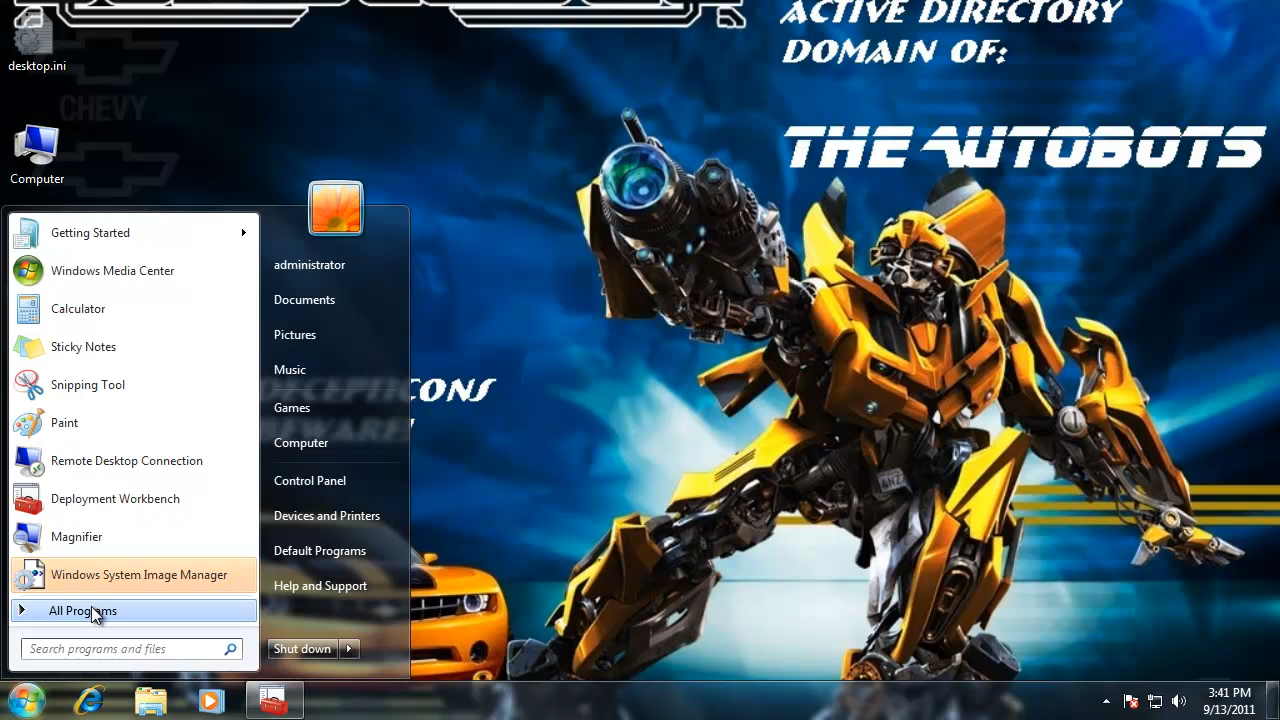 ACTIVE DIRECTORY
DOMAIN OF:
THE AUTOBOTS
desktop.ini
CHEVY
Computer
Getting Started
Windows Media Center
Calculator
Sticky Notes
Snipping Tool
Paint
Remote Desktop Connection
Deployment Workbench
Magnifier
Windows System Image Manager
All Programs
Search programs and files
administrator
Documents
Pictures
Music
Games
Computer
Control Panel
Devices and Printers
Default Programs
Help and Support
Shut down
3:41 PM
9/13/2011